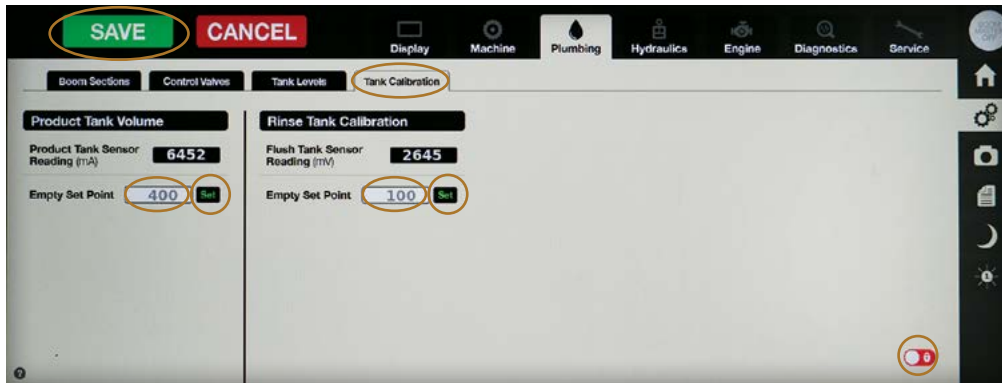 SAVE
CANCEL
Display
Machine
Plumbing
Hydraulics
Engine
Diagnostics
Service
Boom Sections
Control Valves
Tank Levels
Tank Calibration
Product Tank Volume
Product Tank Sensor
Reading (mA)
6452
Empty Set Point
400
Set
Rinse Tank Calibration
Flush Tank Sensor
Reading (mV)
2645
Empty Set Point
100
Set
?